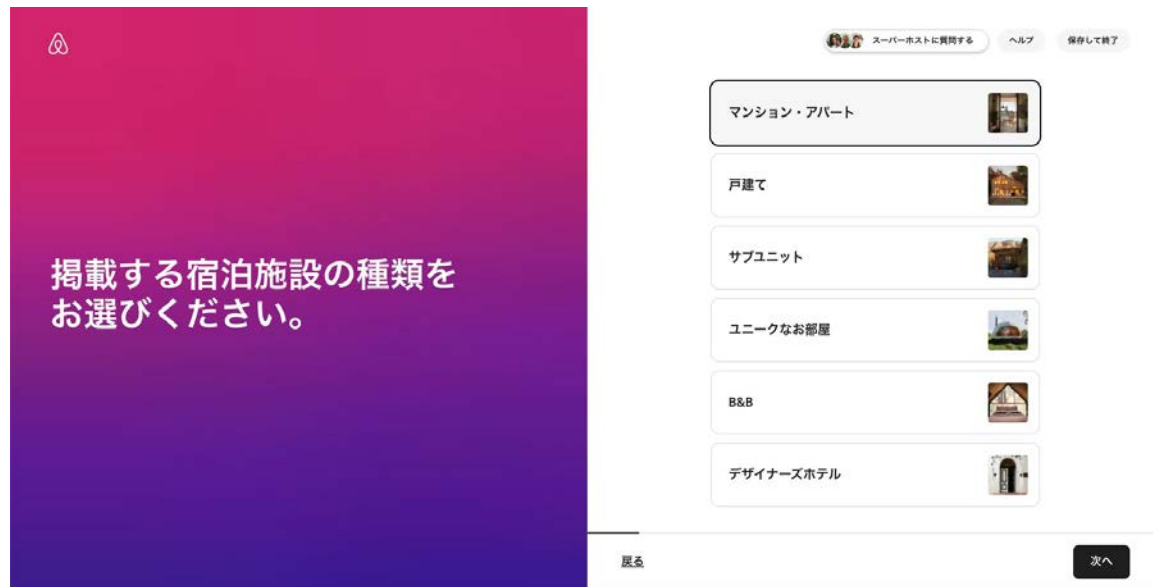 スーパーホストに質問する
ヘルプ
保存して終了
掲載する宿泊施設の種類を
お選びください。
マンション・アパート
戸建て
サブユニット
ユニークなお部屋
B&B
デザイナーズホテル
戻る
次へ